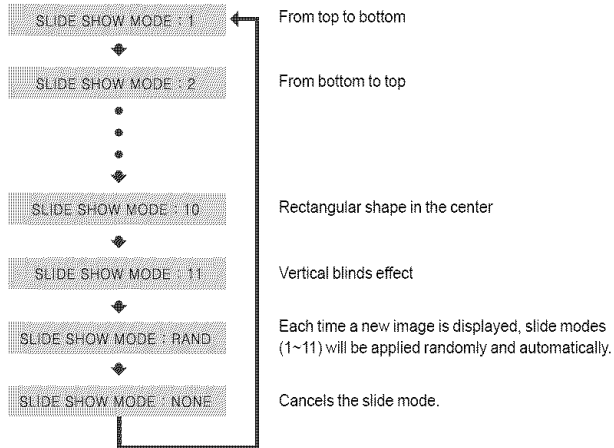 SLIDE SHOW MODE : 1
From top to bottom
SLIDE SHOW MODE : 2
From bottom to top
SLIDE SHOW MODE : 10
Rectangular shape in the center
SLIDE SHOW MODE : 11
Vertical blinds effect
SLIDE SHOW MODE : RAND
Each time a new image is displayed, slide modes
(1~11) will be applied randomly and automatically.
SLIDE SHOW MODE : NONE
Cancels the slide mode.